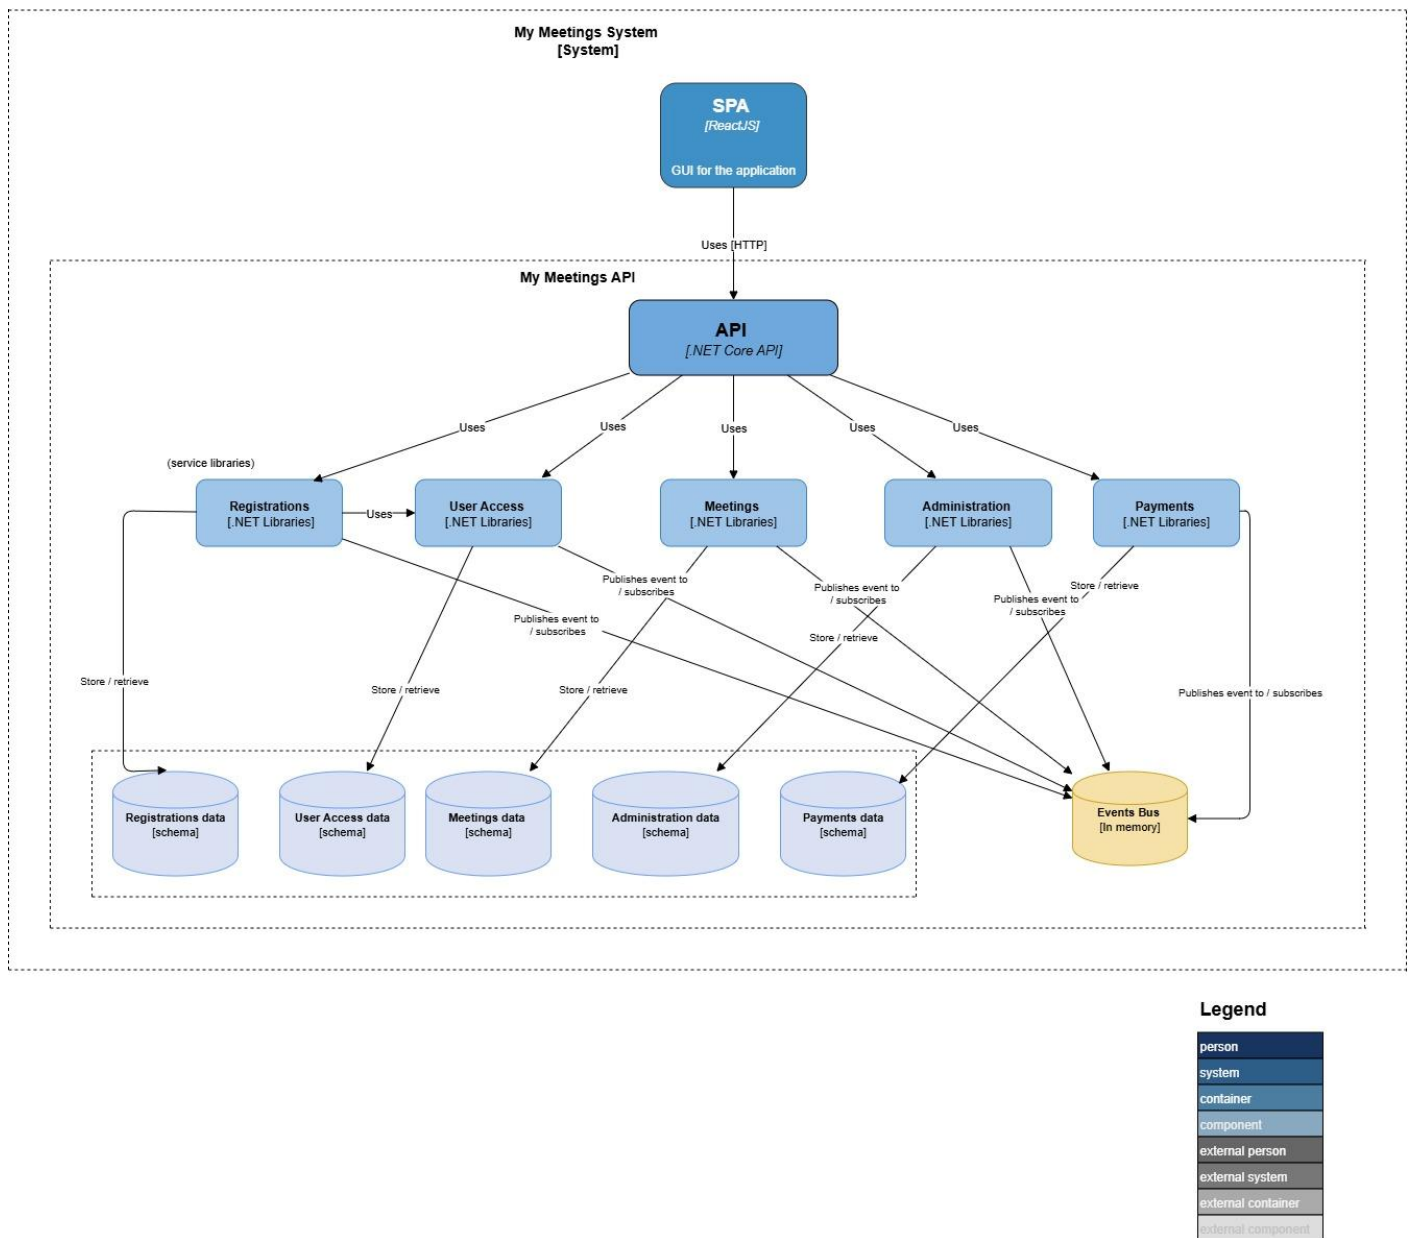 My Meetings System
[System]
SPA
[ReactJS]
GUI for the application
Uses [HTTP]
My Meetings API
API
[.NET Core API]
Uses
Uses
Uses
Uses
Uses
(service libraries)
Registrations
[.NET Libraries]
Uses
User Access
[.NET Libraries]
Meetings
[.NET Libraries]
Administration
[.NET Libraries]
Payments
[.NET Libraries]
Publishes event to
/ subscribes
Publishes event to
/ subscribes
Publishes event to
/ subscribes
Publishes event to
/ subscribes
Store / retrieve
Store / retrieve
Store / retrieve
Store / retrieve
Store / retrieve
Publishes event to / subscribes
Registrations data
[schema]
User Access data
[schema]
Meetings data
[schema]
Administration data
[schema]
Payments data
[schema]
Events Bus
[In memory]
Legend
person
system
container
component
external person
external system
external container
external component